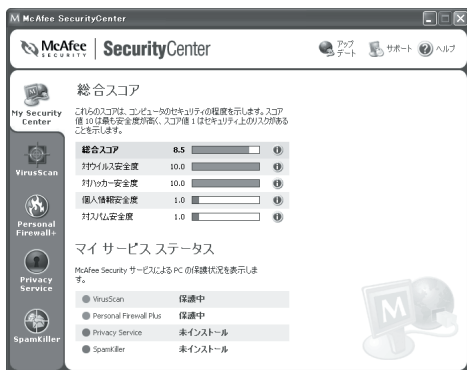 McAfee SecurityCenter
McAfee SECURITY SecurityCenter
アップデート
サポート
ヘルプ
My Security Center
VirusScan
Personal Firewall+
Privacy Service
SpamKiller
総合スコア
これらのスコアは、コンピュータのセキュリティの程度を示します。スコア
値 10 は最も安全度が高く、スコア値 1 はセキュリティ上のリスクがある
ことを示します。
総合スコア 8.5
対ウイルス安全度 10.0
対ハッカー安全度 10.0
個人情報安全度 1.0
対スパム安全度 1.0
マイ サービス ステータス
McAfee Security サービスによる PC の保護状況を表示しま
す。
VirusScan 保護中
Personal Firewall Plus 保護中
Privacy Service 未インストール
SpamKiller 未インストール